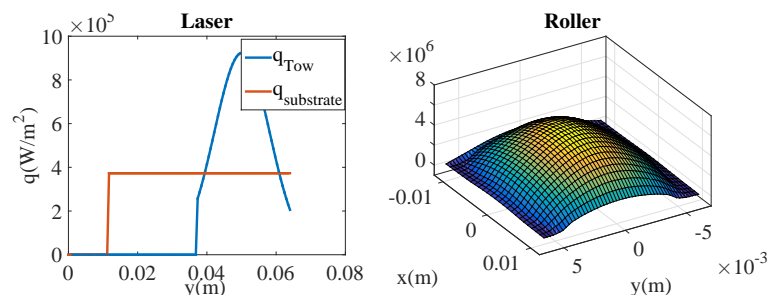 Laser
×10^5
10
8
6
4
2
0
q(W/m^2)
0
0.02
0.04
0.06
0.08
y(m)
q_Tow
q_substrate
Roller
×10^6
8
4
0
-0.01
0
0.01
x(m)
5
0
-5
×10^-3
y(m)